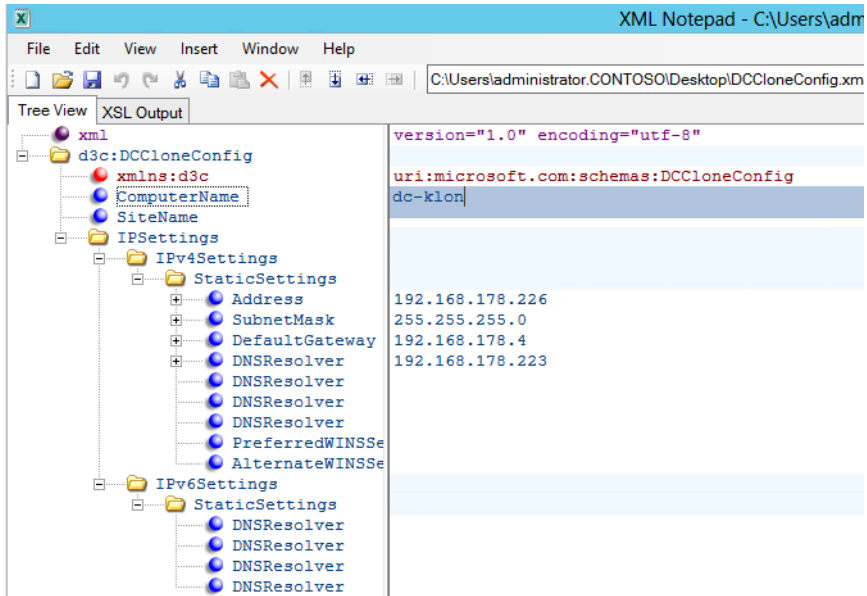 XML Notepad - C:\Users\adm
File Edit View Insert Window Help
C:\Users\administrator.CONTOSO\Desktop\DCCloneConfig.xm
Tree View XSL Output
xml version="1.0" encoding="utf-8"
d3c:DCCloneConfig
xmlns:d3c uri:microsoft.com:schemas:DCCloneConfig
ComputerName dc-klon
SiteName
IPSettings
IPv4Settings
StaticSettings
Address 192.168.178.226
SubnetMask 255.255.255.0
DefaultGateway 192.168.178.4
DNSResolver 192.168.178.223
DNSResolver
DNSResolver
DNSResolver
PreferredWINSSe
AlternateWINSSe
IPv6Settings
StaticSettings
DNSResolver
DNSResolver
DNSResolver
DNSResolver